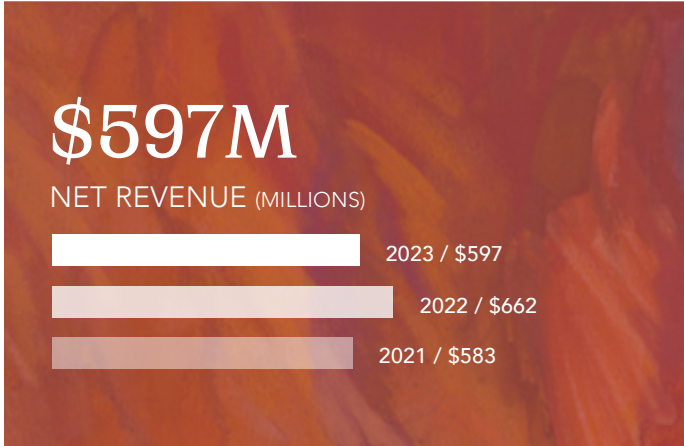 $597M
NET REVENUE (MILLIONS)
2023 / $597
2022 / $662
2021 / $583